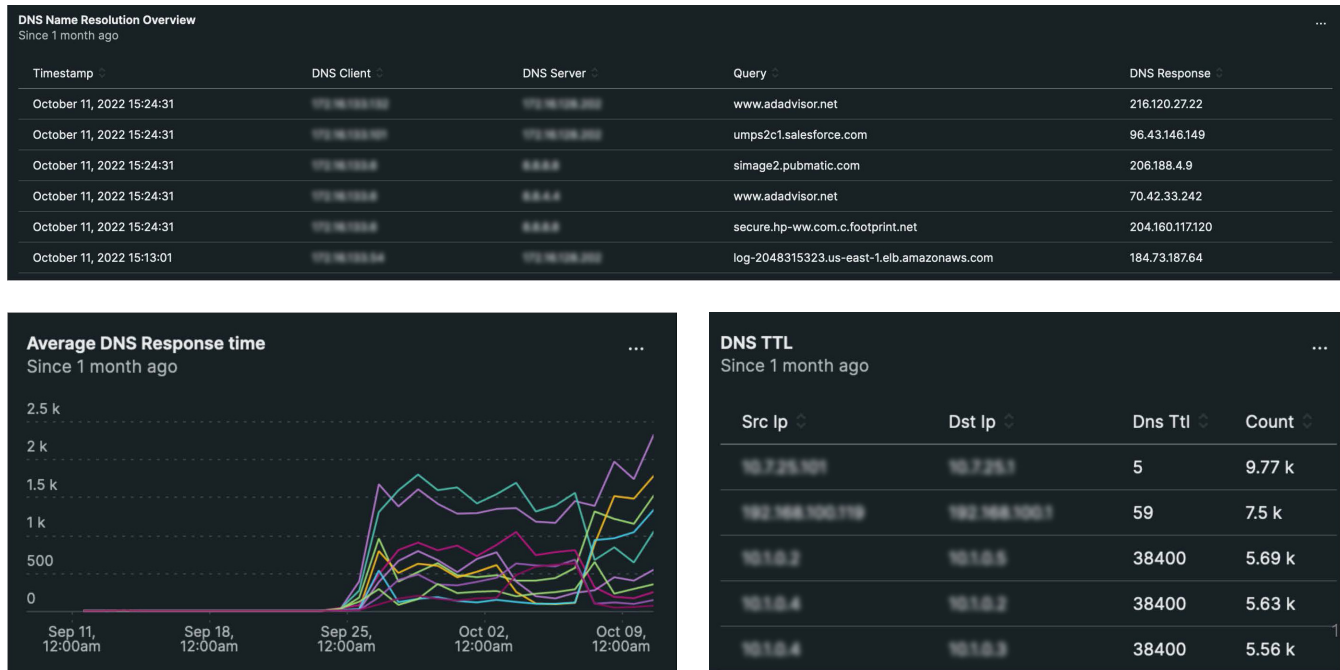 DNS Name Resolution Overview
Since 1 month ago
...
Timestamp DNS Client DNS Server Query DNS Response
October 11, 2022 15:24:31 www.adadvisor.net 216.120.27.22
October 11, 2022 15:24:31 umps2c1.salesforce.com 96.43.146.149
October 11, 2022 15:24:31 simage2.pubmatic.com 206.188.4.9
October 11, 2022 15:24:31 www.adadvisor.net 70.42.33.242
October 11, 2022 15:24:31 secure.hp-ww.com.c.footprint.net 204.160.117.120
October 11, 2022 15:13:01 log-2048315323.us-east-1.elb.amazonaws.com 184.73.187.64
Average DNS Response time
...
Since 1 month ago
2.5 k
2 k
1.5 k
1 k
500
0
Sep 11, Sep 18, Sep 25, Oct 02, Oct 09,
12:00am 12:00am 12:00am 12:00am 12:00am
DNS TTL
...
Since 1 month ago
Src Ip Dst Ip Dns Ttl Count
5 9.77 k
59 7.5 k
38400 5.69 k
38400 5.63 k
1
38400 5.56 k